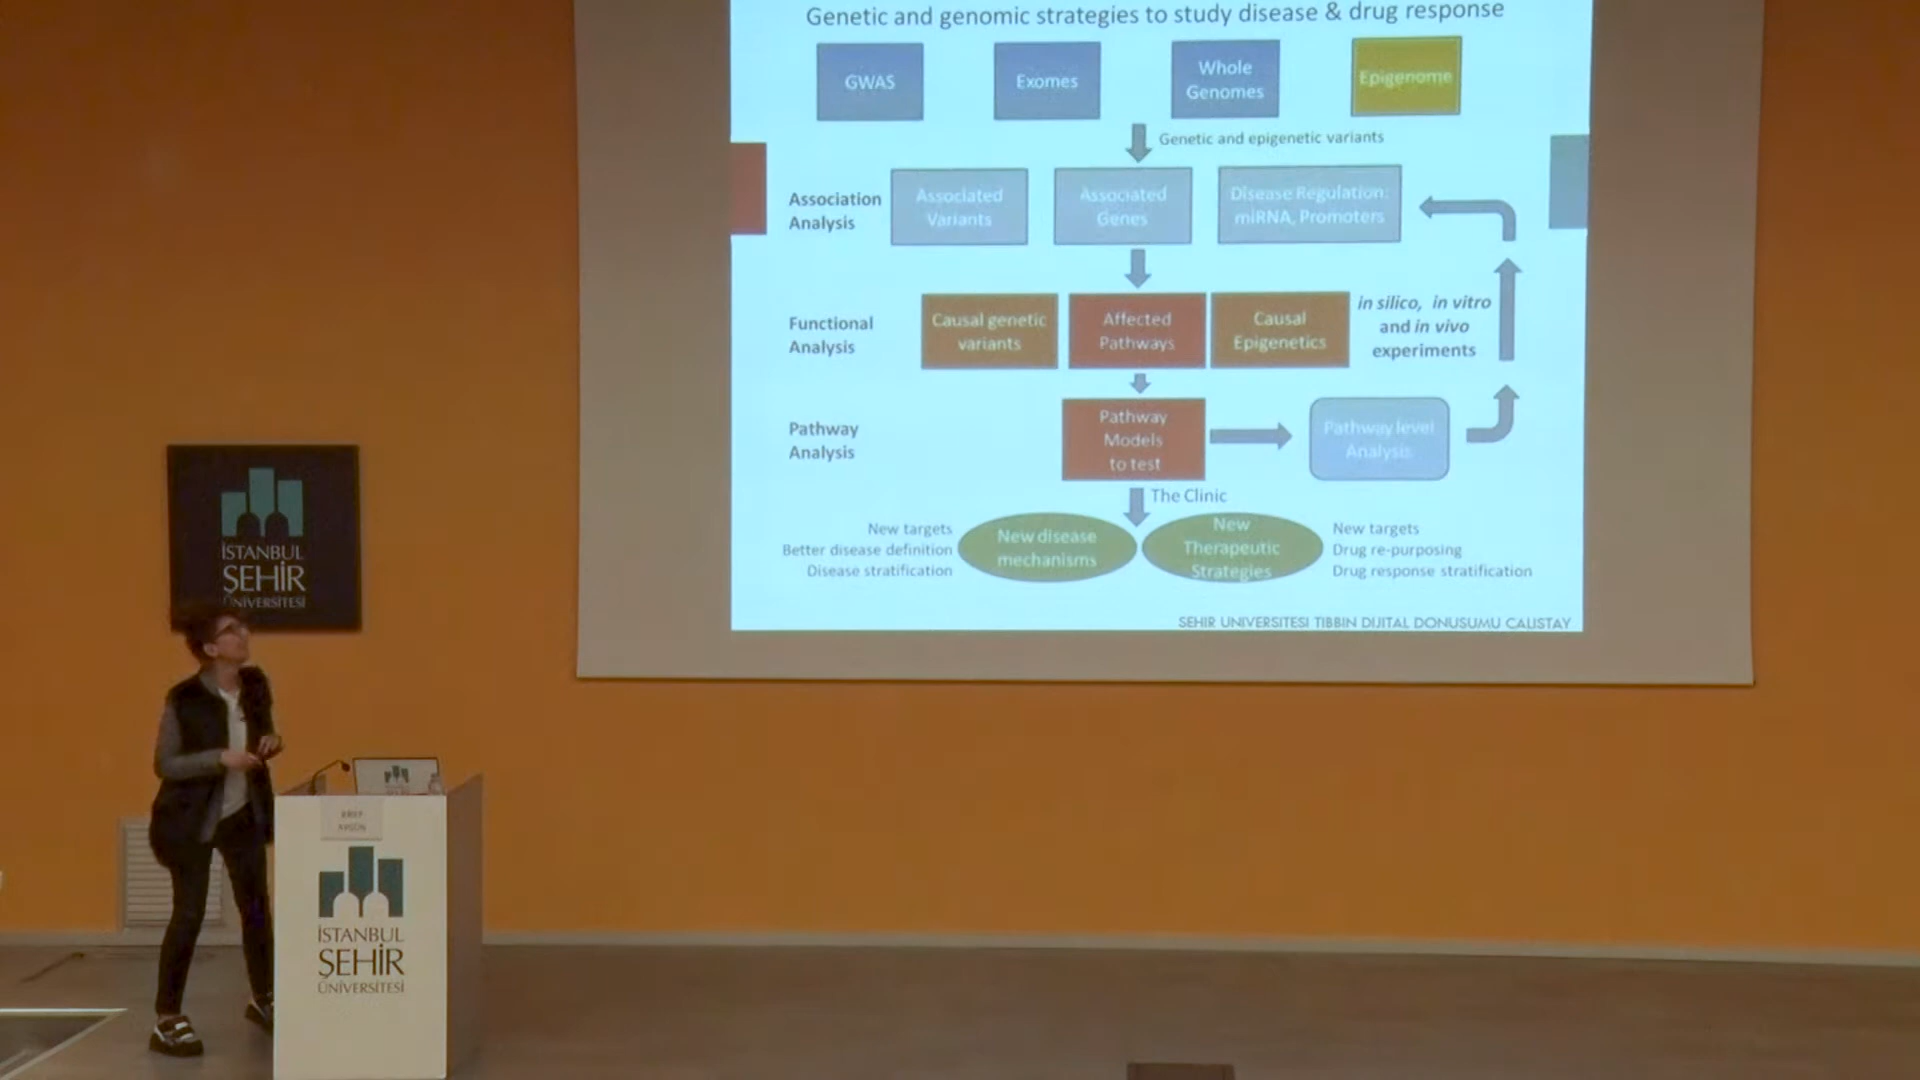 Genetic and genomic strategies to study disease & drug response
GWAS
Exomes
Whole
Genomes
Epigenome
Genetic and epigenetic variants
Association
Analysis
Associated
Variants
Associated
Genes
Disease Regulation:
miRNA, Promoters
Functional
Analysis
Causal genetic
variants
Affected
Pathways
Causal
Epigenetics
in silico, in vitro
and in vivo
experiments
Pathway
Analysis
Pathway
Models
to test
Pathway level
Analysis
The Clinic
New targets
Better disease definition
Disease stratification
New disease
mechanisms
New
Therapeutic
Strategies
New targets
Drug re-purposing
Drug response stratification
SEHIR UNIVERSITESI TIBBIN DIJITAL DONUSUMU CALISTAY
İSTANBUL
ŞEHİR
ÜNİVERSİTESİ
İSTANBUL
ŞEHİR
ÜNİVERSİTESİ